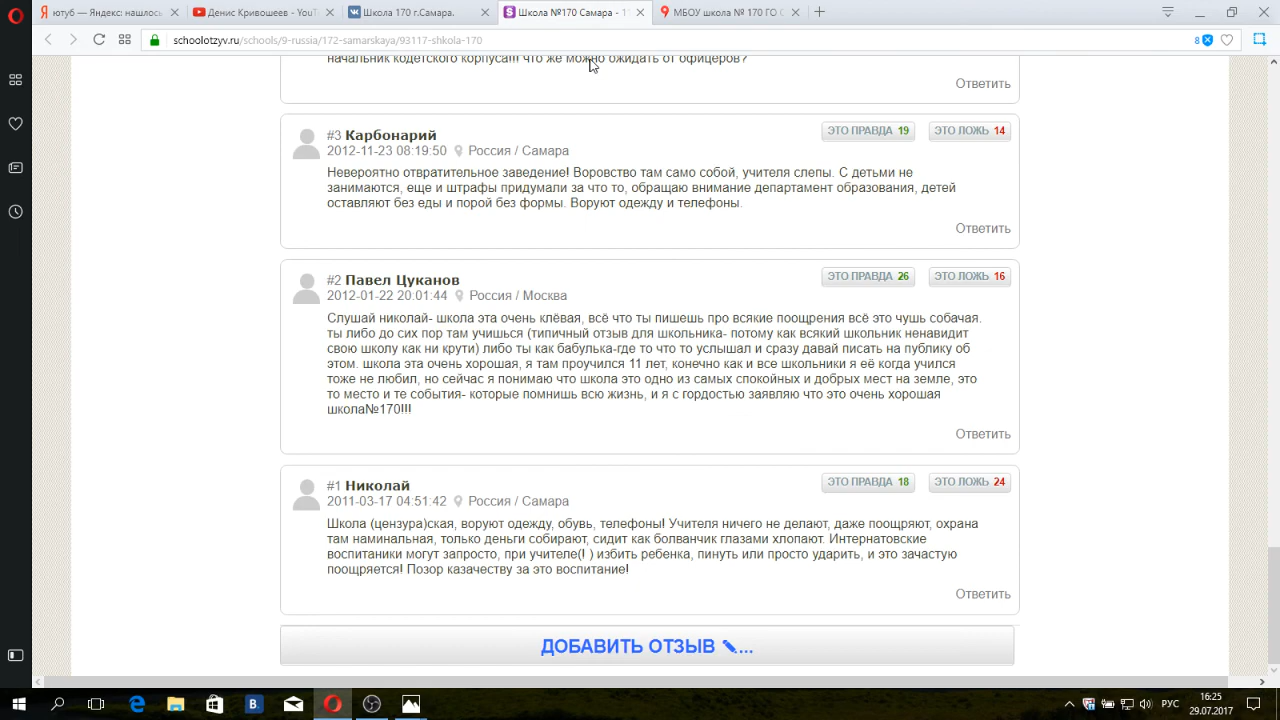 ютуб — Яндекс: нашлось
Денис Кривошеев - YouT
Школа 170 г.Самара.
Школа №170 Самара - 1
МБОУ школа № 170 ГО С
schoolotzyv.ru/schools/9-russia/172-samarskaya/93117-shkola-170
8
начальник кодетского корпуса!!! что же можно ожидать от офицеров?
Ответить
#3 Карбонарий
ЭТО ПРАВДА 19
ЭТО ЛОЖЬ 14
2012-11-23 08:19:50 Россия / Самара
Невероятно отвратительное заведение! Воровство там само собой, учителя слепы. С детьми не
занимаются, еще и штрафы придумали за что то, обращаю внимание департамент образования, детей
оставляют без еды и порой без формы. Воруют одежду и телефоны.
Ответить
#2 Павел Цуканов
ЭТО ПРАВДА 26
ЭТО ЛОЖЬ 16
2012-01-22 20:01:44 Россия / Москва
Слушай николай- школа эта очень клёвая, всё что ты пишешь про всякие поощрения всё это чушь собачая.
ты либо до сих пор там учишься (типичный отзыв для школьника- потому как всякий школьник ненавидит
свою школу как ни крути) либо ты как бабулька-где то что то услышал и сразу давай писать на публику об
этом. школа эта очень хорошая, я там проучился 11 лет, конечно как и все школьники я её когда учился
тоже не любил, но сейчас я понимаю что школа это одно из самых спокойных и добрых мест на земле, это
то место и те события- которые помнишь всю жизнь, и я с гордостью заявляю что это очень хорошая
школа№170!!!
Ответить
#1 Николай
ЭТО ПРАВДА 18
ЭТО ЛОЖЬ 24
2011-03-17 04:51:42 Россия / Самара
Школа (цензура)ская, воруют одежду, обувь, телефоны! Учителя ничего не делают, даже поощряют, охрана
там наминальная, только деньги собирают, сидит как болванчик глазами хлопают. Интернатовские
воспитаники могут запросто, при учителе(! ) избить ребенка, пинуть или просто ударить, и это зачастую
поощряется! Позор казачеству за это воспитание!
Ответить
ДОБАВИТЬ ОТЗЫВ ...
РУС
16:25
29.07.2017